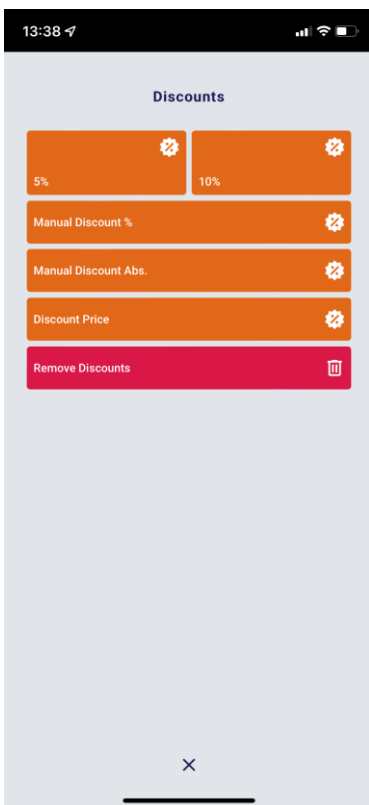 13:38
Discounts
5%
10%
Manual Discount %
Manual Discount Abs.
Discount Price
Remove Discounts